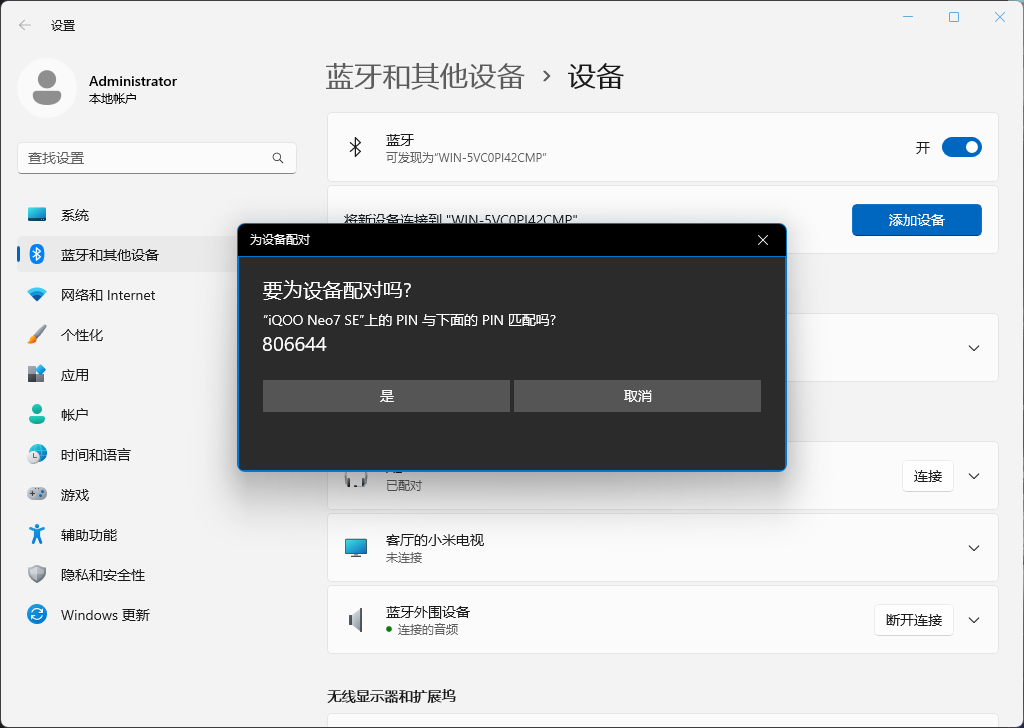 设置
Administrator
本地帐户
查找设置
系统
蓝牙和其他设备
网络和 Internet
个性化
应用
帐户
时间和语言
游戏
辅助功能
隐私和安全性
Windows 更新
蓝牙和其他设备 › 设备
蓝牙
可发现为“WIN-5VC0PI42CMP”
开
将新设备连接到 "WIN-5VC0PI42CMP"
添加设备
为设备配对
要为设备配对吗?
“iQOO Neo7 SE”上的 PIN 与下面的 PIN 匹配吗?
806644
是
取消
已配对
连接
客厅的小米电视
未连接
蓝牙外围设备
连接的音频
断开连接
无线显示器和扩展坞